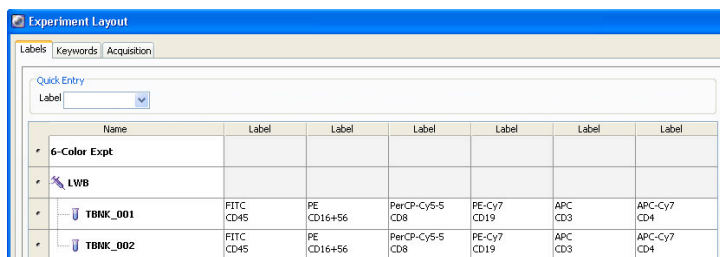 Experiment Layout
Labels Keywords Acquisition
Quick Entry
Label
Name Label Label Label Label Label Label
6-Color Expt
LWB
TBNK_001 FITC PE PerCP-Cy5-5 PE-Cy7 APC APC-Cy7
CD45 CD16+56 CD8 CD19 CD3 CD4
TBNK_002 FITC PE PerCP-Cy5-5 PE-Cy7 APC APC-Cy7
CD45 CD16+56 CD8 CD19 CD3 CD4